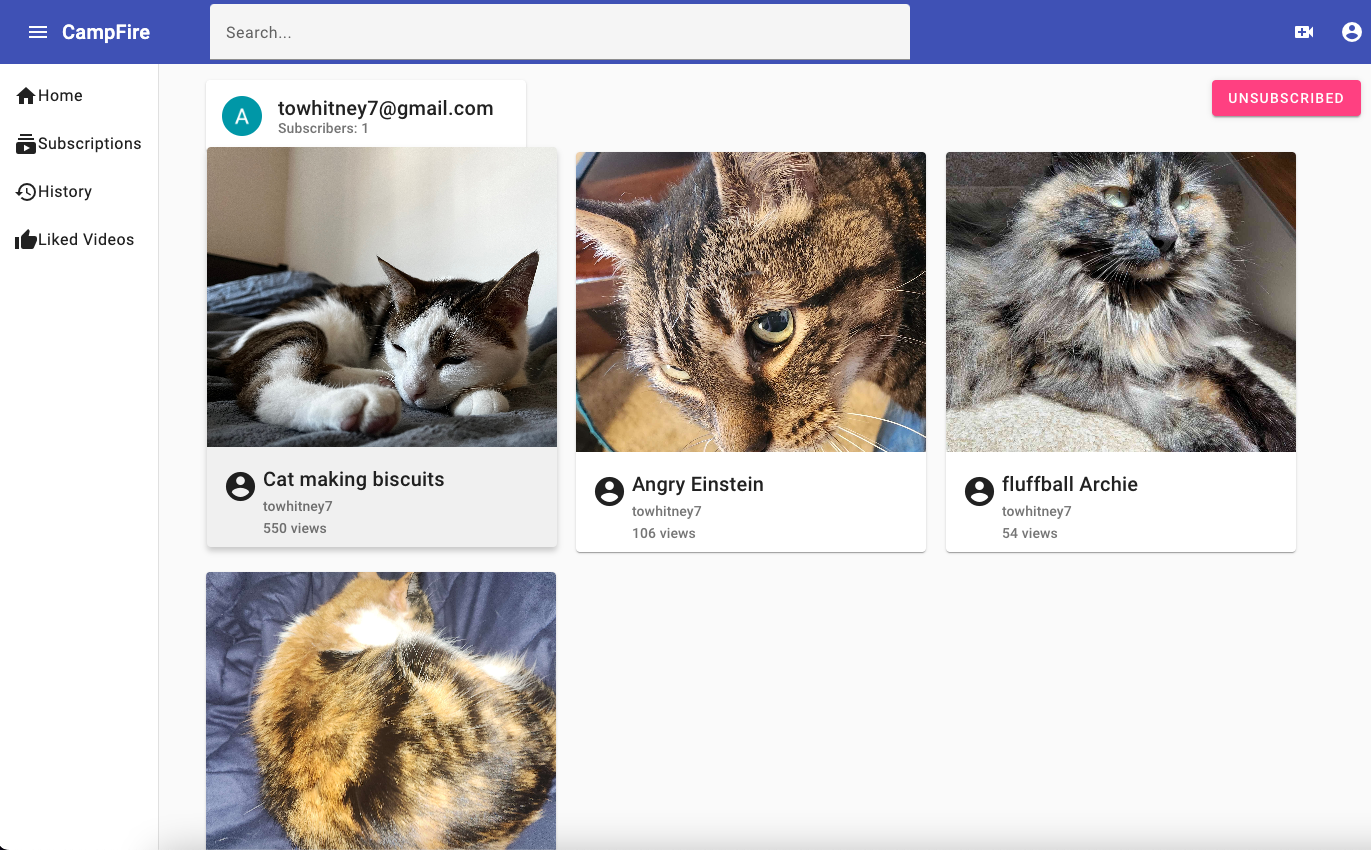 CampFire
Search...
Home
Subscriptions
History
Liked Videos
A
towhitney7@gmail.com
Subscribers: 1
UNSUBSCRIBED
Cat making biscuits
towhitney7
550 views
Angry Einstein
towhitney7
106 views
fluffball Archie
towhitney7
54 views